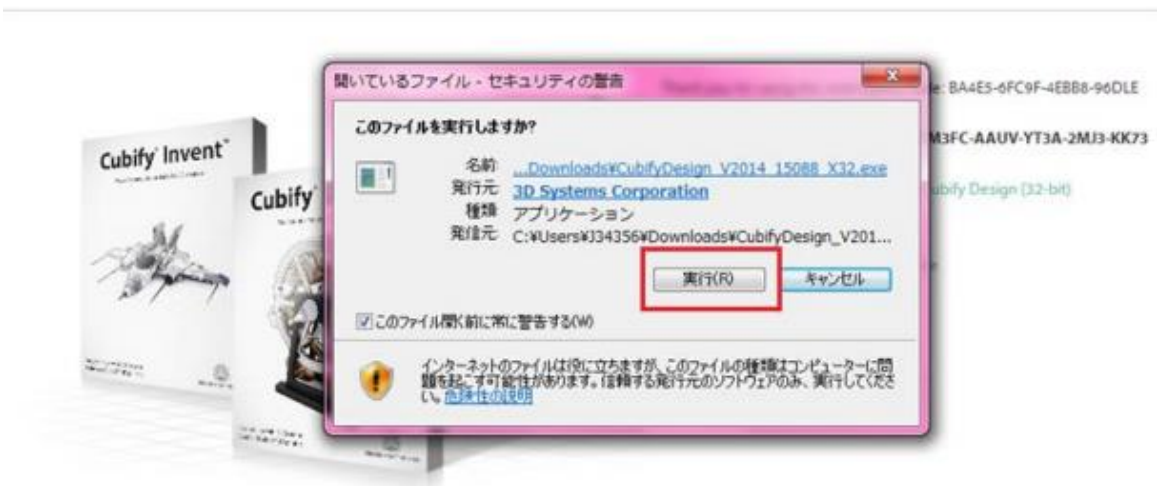 開いているファイル - セキュリティの警告
e: BA4E5-6FC9F-4EBB8-96DLE
このファイルを実行しますか?
M3FC-AAUV-YT3A-2MJ3-KK73
Cubify Invent™
名前 ...Downloads¥CubifyDesign_V2014_15088_X32.exe
発行元 3D Systems Corporation
Cubify
ubify Design (32-bit)
種類 アプリケーション
発信元 C:¥Users¥J34356¥Downloads¥CubifyDesign_V201...
実行(R)
キャンセル
このファイル開く前に常に警告する(W)
インターネットのファイルは役に立ちますが、このファイルの種類はコンピューターに問
題を起こす可能性があります。信頼する発行元のソフトウェアのみ、実行してくださ
い。危険性の説明